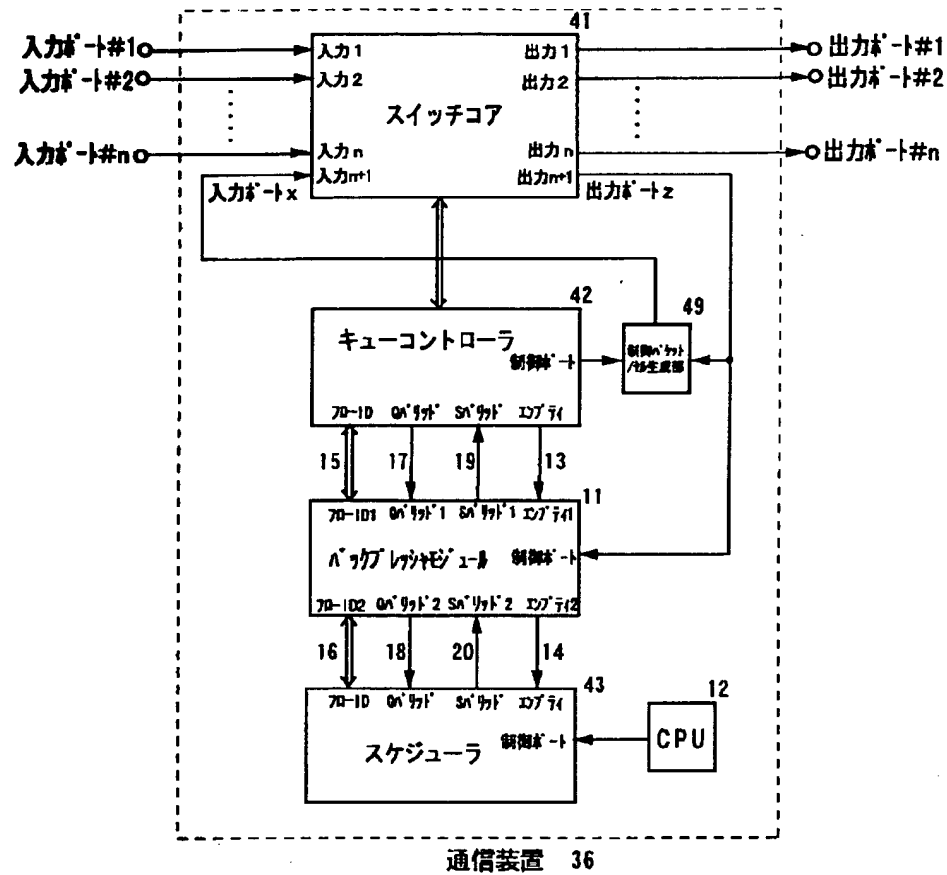 41
入力ポート#1
入力1
出力1
出力ポート#1
入力ポート#2
入力2
出力2
出力ポート#2
スイッチコア
入力ポート#n
入力n
出力n
出力ポート#n
入力n+1
出力n+1
入力ポートx
出力ポートz
42
49
キューコントローラ
制御ポート
制御パケット
/セル生成部
フローID Qバリッド Sバリッド エンプティ
15 17 19 13
11
フローID1 Qバリッド1 Sバリッド1 エンプティ1
バックプレッシャモジュール
制御ポート
フローID2 Qバリッド2 Sバリッド2 エンプティ2
16 18 20 14
43
12
フローID Qバリッド Sバリッド エンプティ
制御ポート
CPU
スケジューラ
通信装置 36